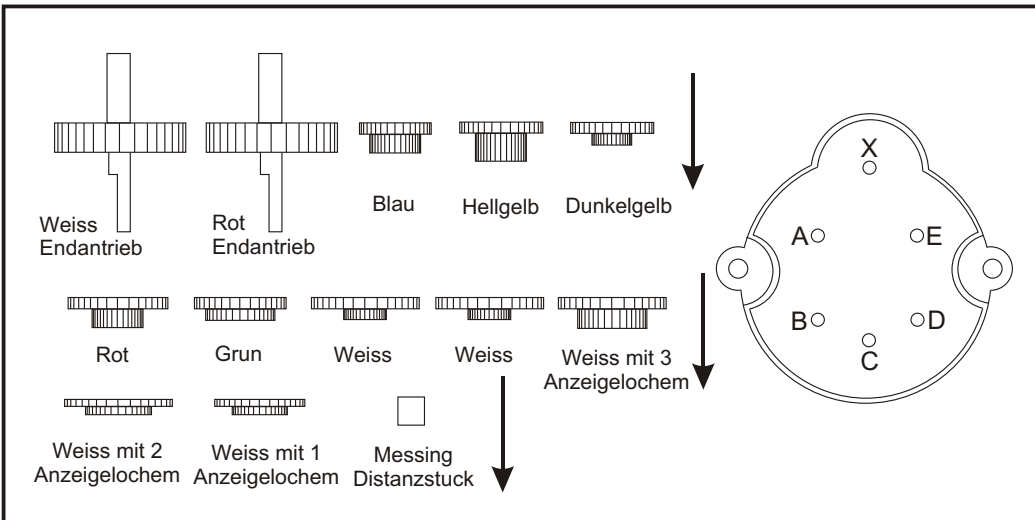 Weiss
Endantrieb
Rot
Endantrieb
Blau
Hellgelb
Dunkelgelb
Rot
Grun
Weiss
Weiss
Weiss mit 3
Anzeigelochem
Weiss mit 2
Anzeigelochem
Weiss mit 1
Anzeigelochem
Messing
Distanzstuck
X
A
E
B
D
C